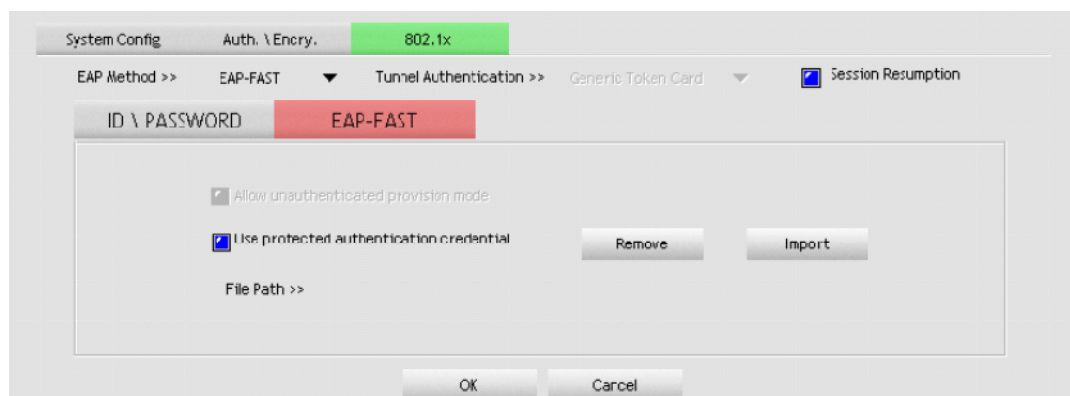 System Config Auth. \ Encry. 802.1x
EAP Method >> EAP-FAST Tunnel Authentication >> Generic Token Card Session Resumption
ID \ PASSWORD EAP-FAST
Allow unauthenticated provision mode
Use protected authentication credential Remove Import
File Path >>
OK Cancel